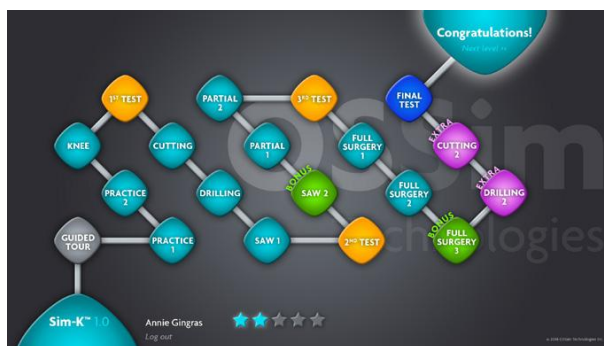 Congratulations!
Next level >>
1ST TEST
PARTIAL
2
3RD TEST
FINAL
TEST
KNEE
CUTTING
PARTIAL
1
FULL
SURGERY
1
EXTRA
CUTTING
2
PRACTICE
2
DRILLING
BONUS
SAW 2
FULL
SURGERY
2
EXTRA
DRILLING
2
GUIDED
TOUR
PRACTICE
1
SAW 1
2ND TEST
BONUS
FULL
SURGERY
3
OSSim
technologies
Sim-K™ 1.0
Annie Gingras
Log out